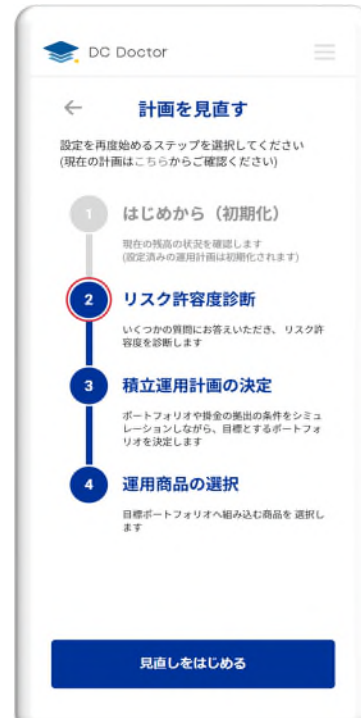 DC Doctor
計画を見直す
設定を再度始めるステップを選択してください
(現在の計画はこちらからご確認ください)
1
はじめから（初期化）
現在の残高の状況を確認します
(設定済みの運用計画は初期化されます)
2
リスク許容度診断
いくつかの質問にお答えいただき、 リスク許
容度を診断します
3
積立運用計画の決定
ポートフォリオや掛金の拠出の条件をシミュ
レーションしながら、目標とするポートフォ
リオを決定します
4
運用商品の選択
目標ポートフォリオへ組み込む商品を 選択し
ます
見直しをはじめる